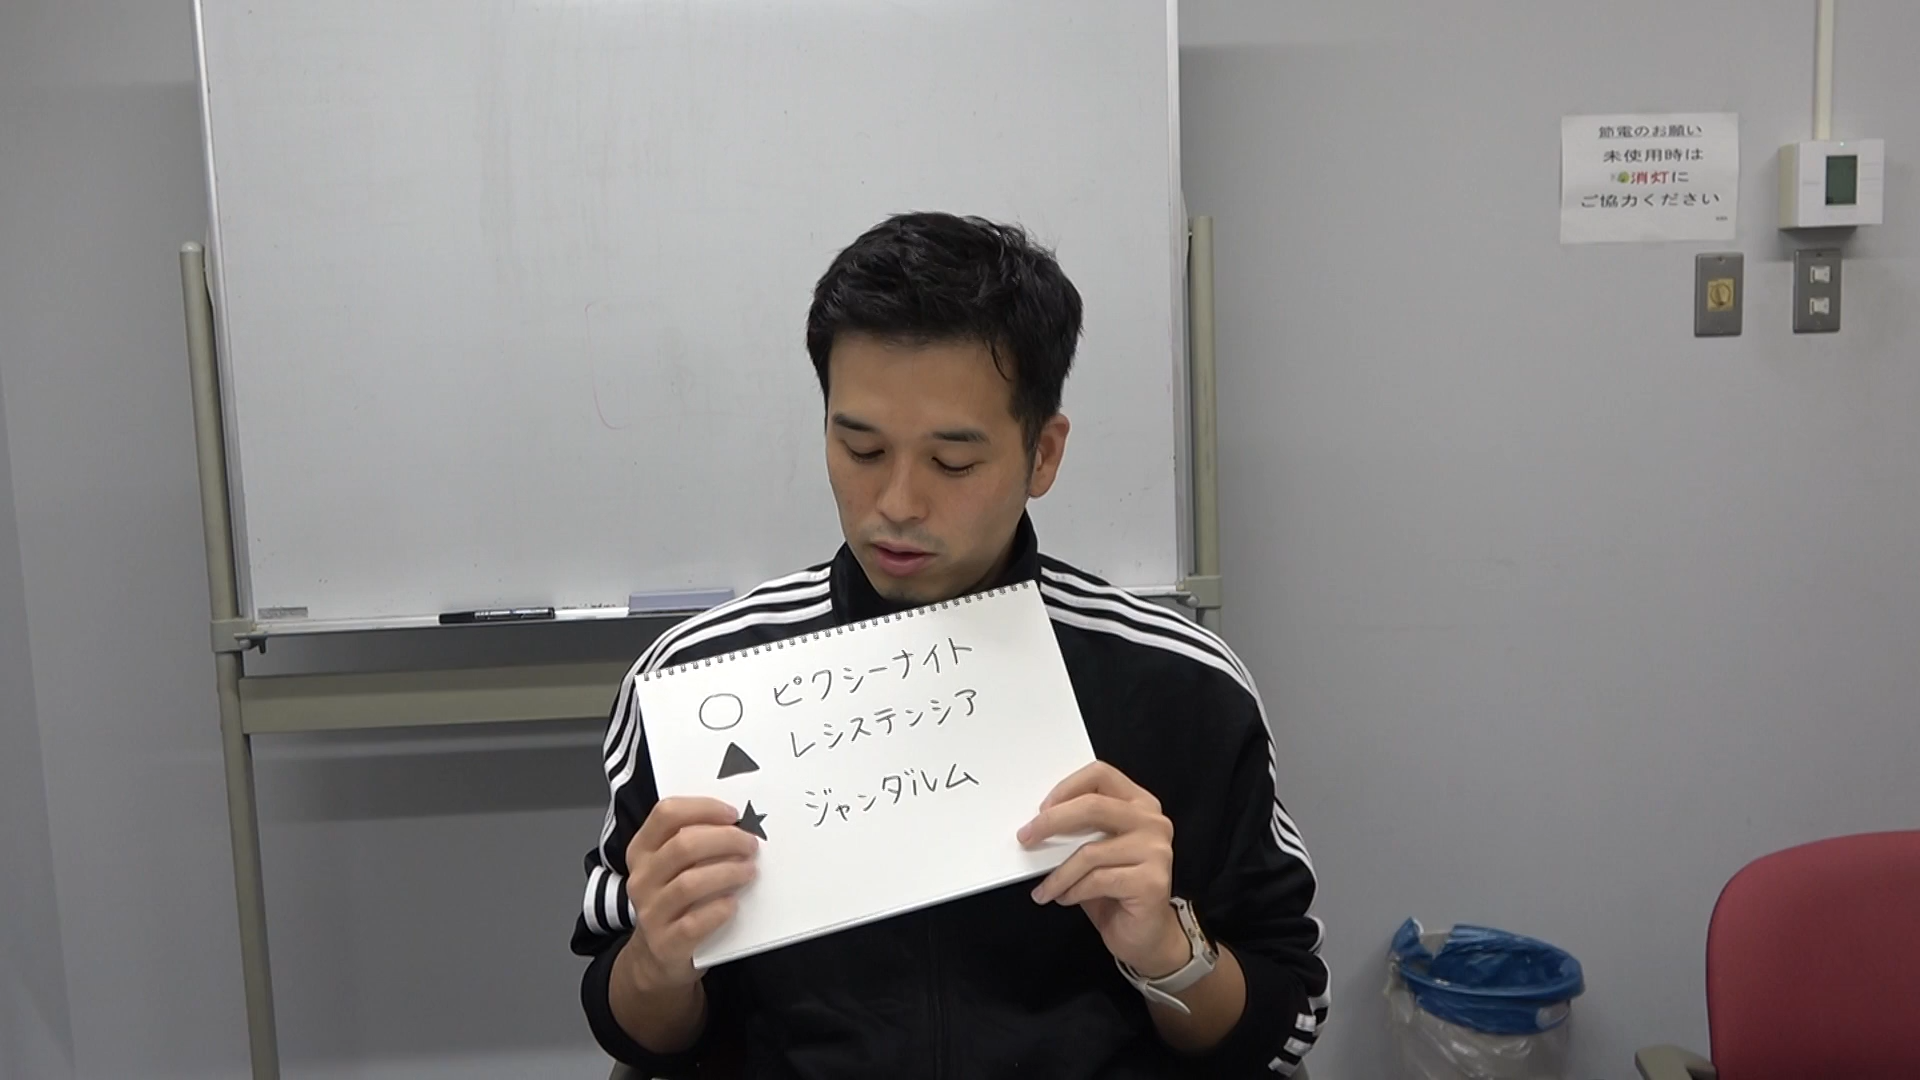 節電のお願い
未使用時は
消灯に
ご協力ください
○ ピクシーナイト
▲ レシステンシア
★ ジャンダルム